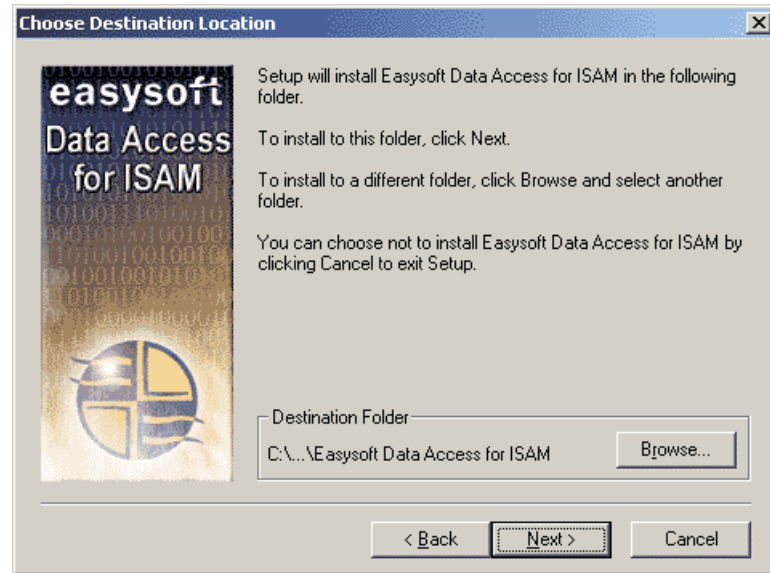 Choose Destination Location
easysoft
Data Access
for ISAM
Setup will install Easysoft Data Access for ISAM in the following
folder.
To install to this folder, click Next.
To install to a different folder, click Browse and select another
folder.
You can choose not to install Easysoft Data Access for ISAM by
clicking Cancel to exit Setup.
Destination Folder
C:\...\Easysoft Data Access for ISAM
Browse...
< Back
Next >
Cancel